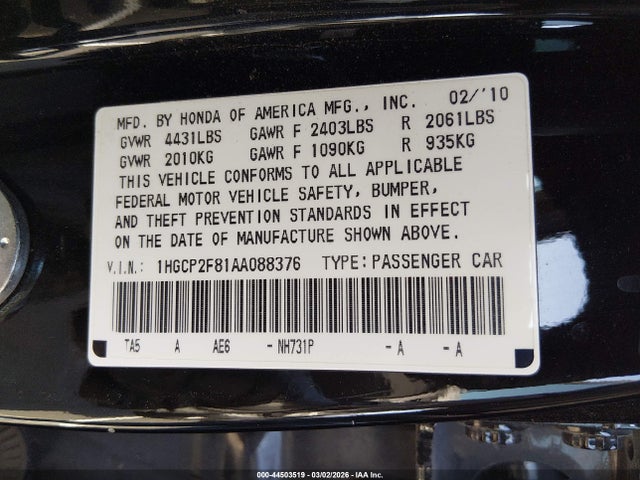 MFD. BY HONDA OF AMERICA MFG., INC. 02/'10
GVWR 4431LBS GAWR F 2403LBS R 2061LBS
GVWR 2010KG GAWR F 1090KG R 935KG
THIS VEHICLE CONFORMS TO ALL APPLICABLE
FEDERAL MOTOR VEHICLE SAFETY, BUMPER,
AND THEFT PREVENTION STANDARDS IN EFFECT
ON THE DATE OF MANUFACTURE SHOWN ABOVE.
V.I.N.: 1HGCP2F81AA088376 TYPE:PASSENGER CAR
TA5 A AE6 - NH731P - A - A
000-44503519 - 03/02/2026 - IAA Inc.